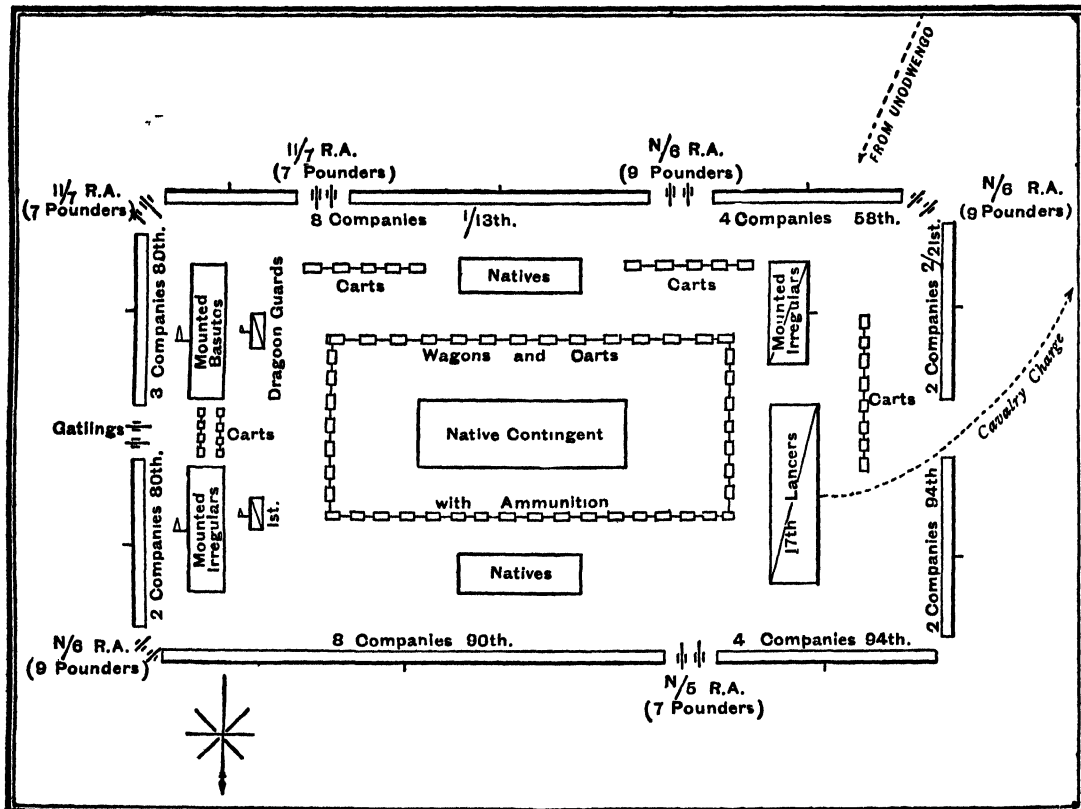 FROM UNODWENGO
11/7 R.A.
(7 Pounders)
N/6 R.A.
(9 Pounders)
11/7 R.A.
(7 Pounders)
N/6 R.A.
(9 Pounders)
8 Companies 1/13th.
4 Companies 58th.
3 Companies 80th.
Mounted
Basutos
Dragoon Guards
Carts
Natives
Carts
Mounted
Irregulars
2 Companies 2/21st.
Wagons and Carts
Carts
Cavalry Charge
Gatlings
Carts
Native Contingent
2 Companies 80th.
Mounted
Irregulars
1st.
with Ammunition
17th Lancers
2 Companies 94th
Natives
N/6 R.A.
(9 Pounders)
8 Companies 90th.
4 Companies 94th.
N/5 R.A.
(7 Pounders)